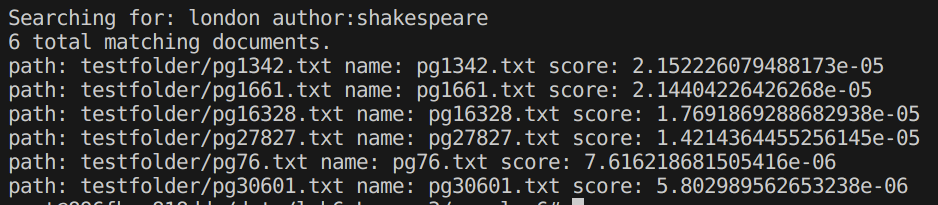 Searching for: london author:shakespeare
6 total matching documents.
path: testfolder/pg1342.txt name: pg1342.txt score: 2.152226079488173e-05
path: testfolder/pg1661.txt name: pg1661.txt score: 2.14404226426268e-05
path: testfolder/pg16328.txt name: pg16328.txt score: 1.7691869288682938e-05
path: testfolder/pg27827.txt name: pg27827.txt score: 1.4214364455256145e-05
path: testfolder/pg76.txt name: pg76.txt score: 7.616218681505416e-06
path: testfolder/pg30601.txt name: pg30601.txt score: 5.802989562653238e-06